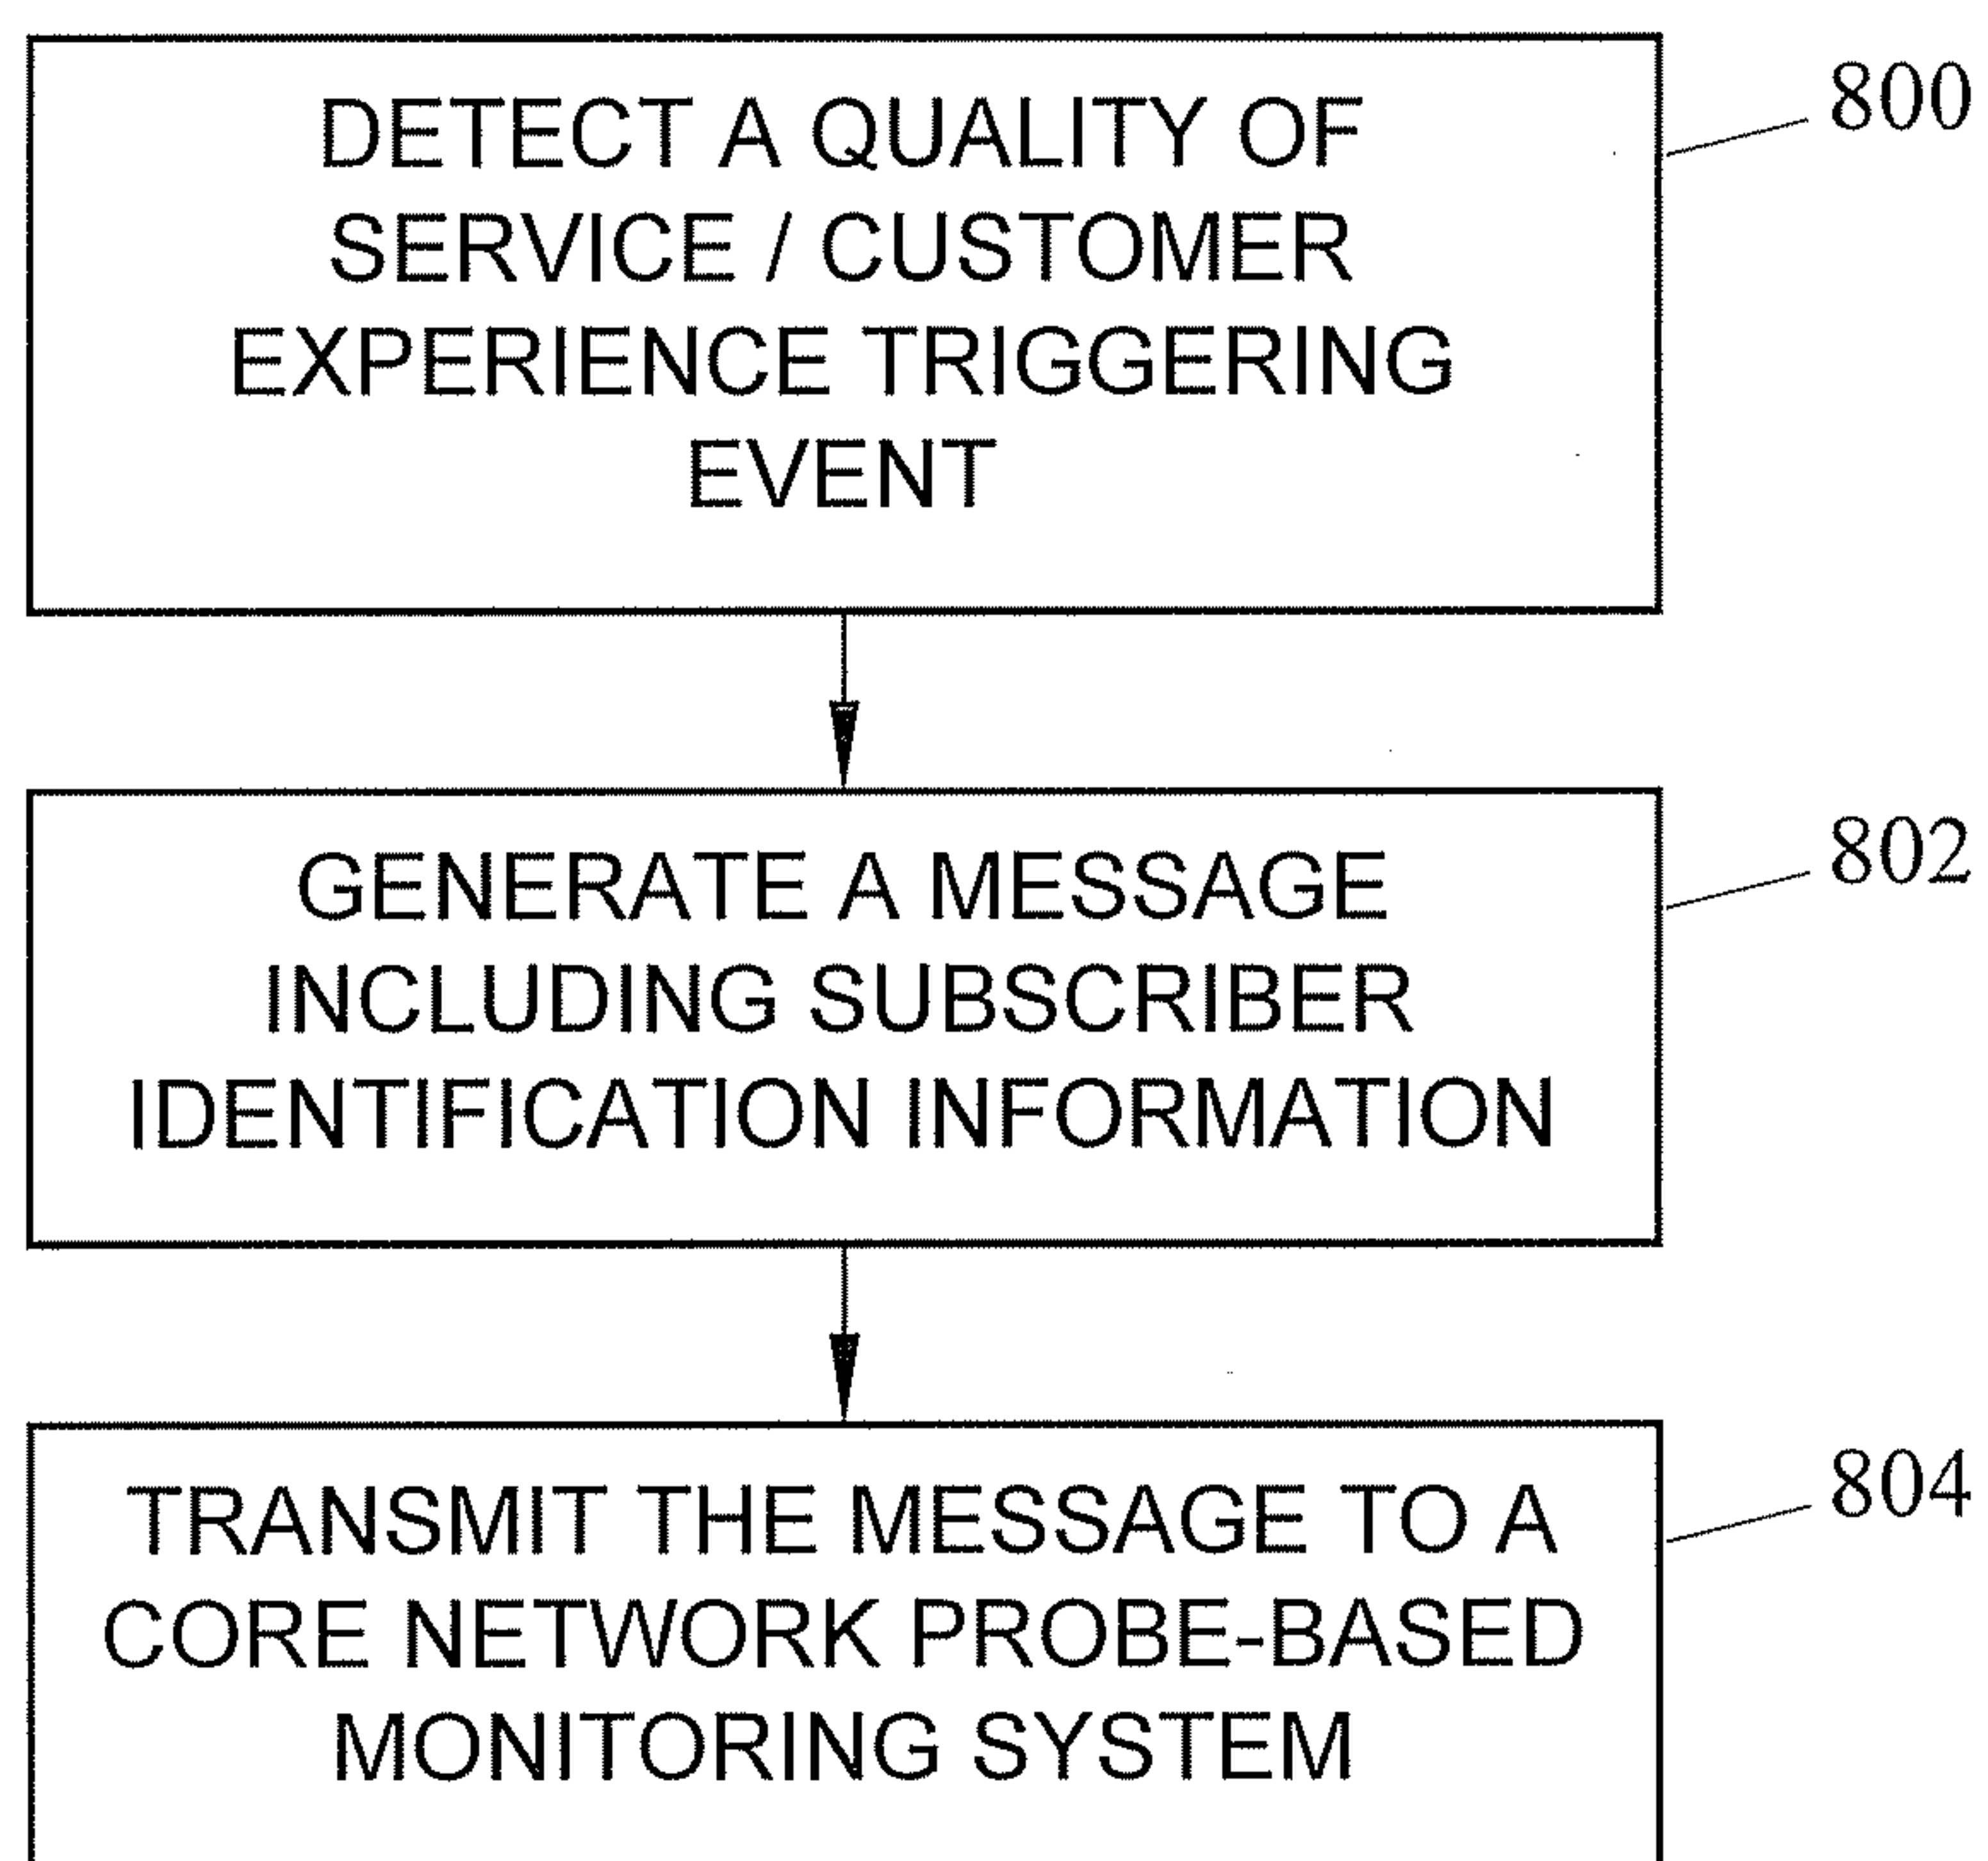 DETECT A QUALITY OF
SERVICE / CUSTOMER
EXPERIENCE TRIGGERING
EVENT
800
GENERATE A MESSAGE
INCLUDING SUBSCRIBER
IDENTIFICATION INFORMATION
802
TRANSMIT THE MESSAGE TO A
CORE NETWORK PROBE-BASED
MONITORING SYSTEM
804